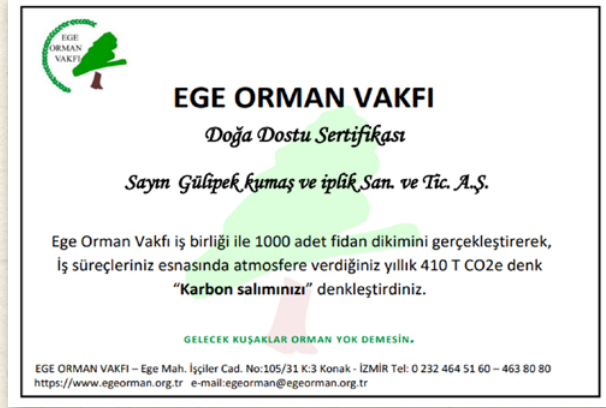 EGE
ORMAN
VAKFI
EGE ORMAN VAKFI
Doğa Dostu Sertifikası
Sayın Gülipek kumaş ve iplik San. ve Tic. A.Ş.
Ege Orman Vakfı iş birliği ile 1000 adet fidan dikimini gerçekleştirerek,
İş süreçleriniz esnasında atmosfere verdiğiniz yıllık 410 T CO2e denk
“Karbon salımınızı” denkleştirdiniz.
GELECEK KUŞAKLAR ORMAN YOK DEMESİN.
EGE ORMAN VAKFI – Ege Mah. İşçiler Cad. No:105/31 K:3 Konak - İZMİR Tel: 0 232 464 51 60 – 463 80 80
https://www.egeorman.org.tr e-mail:egeorman@egeorman.org.tr